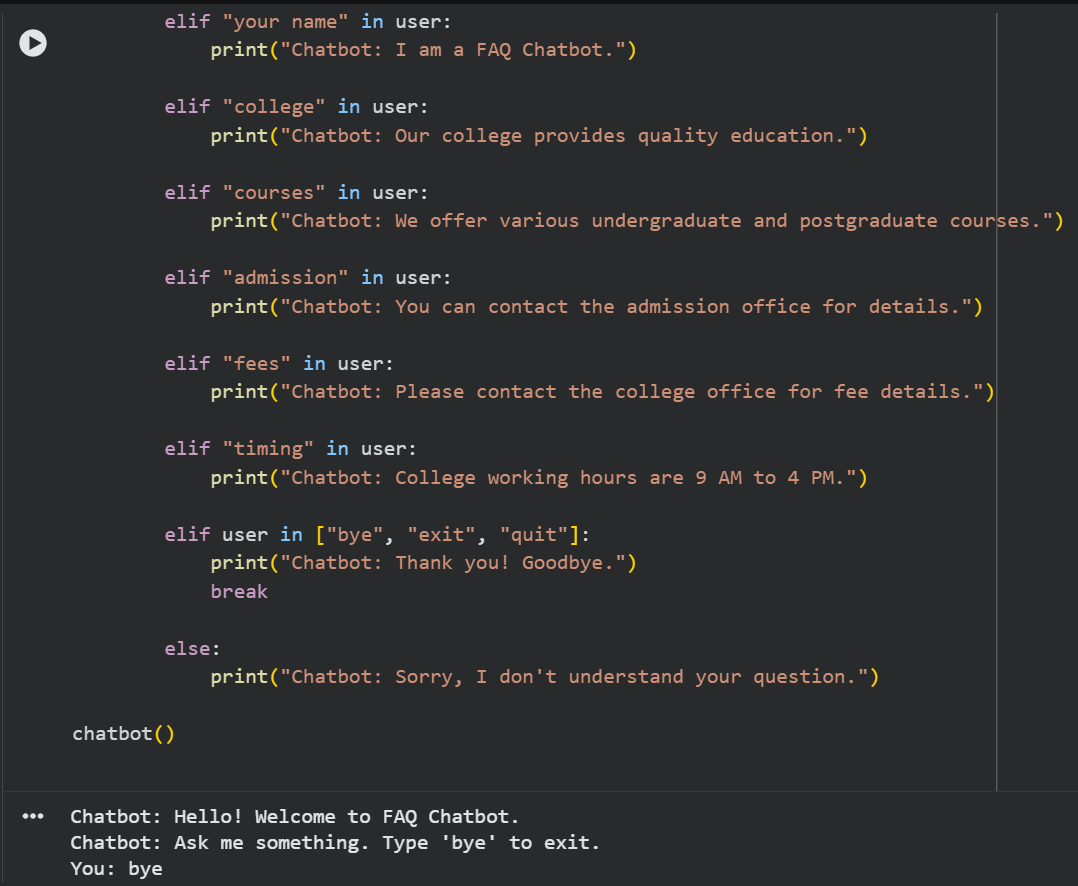 elif "your name" in user:
print("Chatbot: I am a FAQ Chatbot.")
elif "college" in user:
print("Chatbot: Our college provides quality education.")
elif "courses" in user:
print("Chatbot: We offer various undergraduate and postgraduate courses.")
elif "admission" in user:
print("Chatbot: You can contact the admission office for details.")
elif "fees" in user:
print("Chatbot: Please contact the college office for fee details.")
elif "timing" in user:
print("Chatbot: College working hours are 9 AM to 4 PM.")
elif user in ["bye", "exit", "quit"]:
print("Chatbot: Thank you! Goodbye.")
break
else:
print("Chatbot: Sorry, I don't understand your question.")
chatbot()
Chatbot: Hello! Welcome to FAQ Chatbot.
Chatbot: Ask me something. Type 'bye' to exit.
You: bye